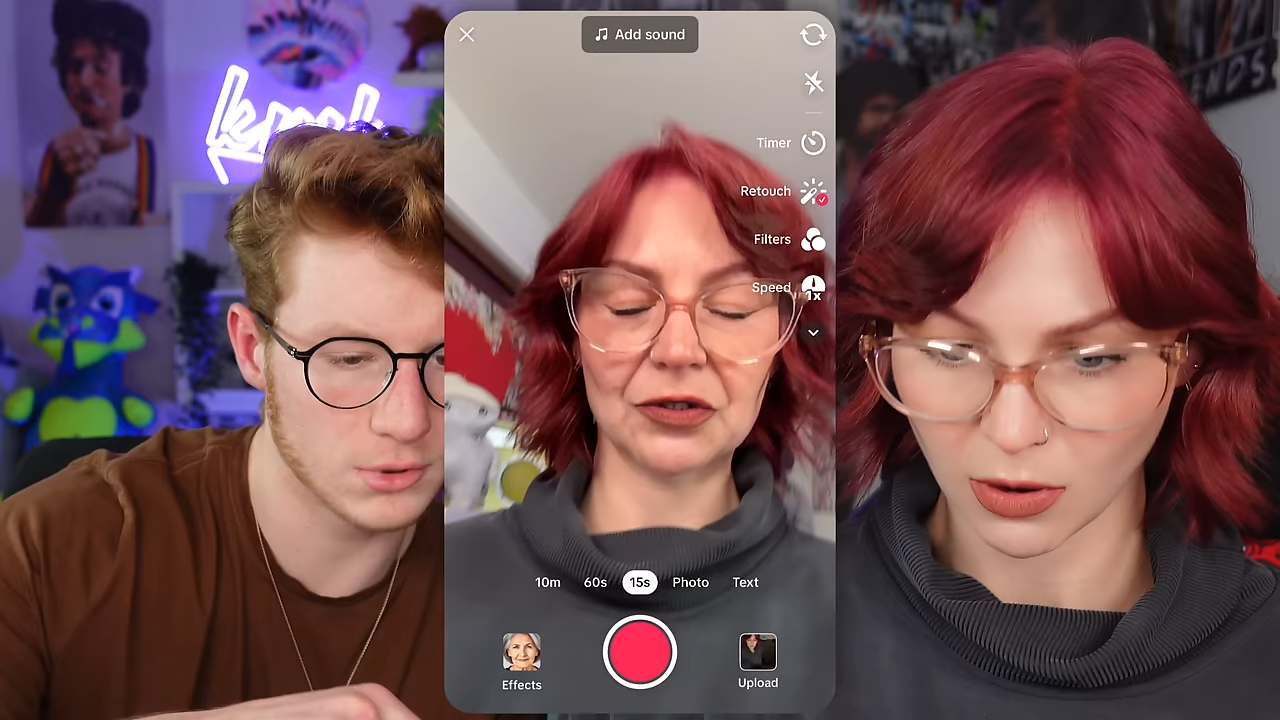 Add sound
Timer
Retouch
Filters
Speed
1x
10m
60s
15s
Photo
Text
Effects
Upload